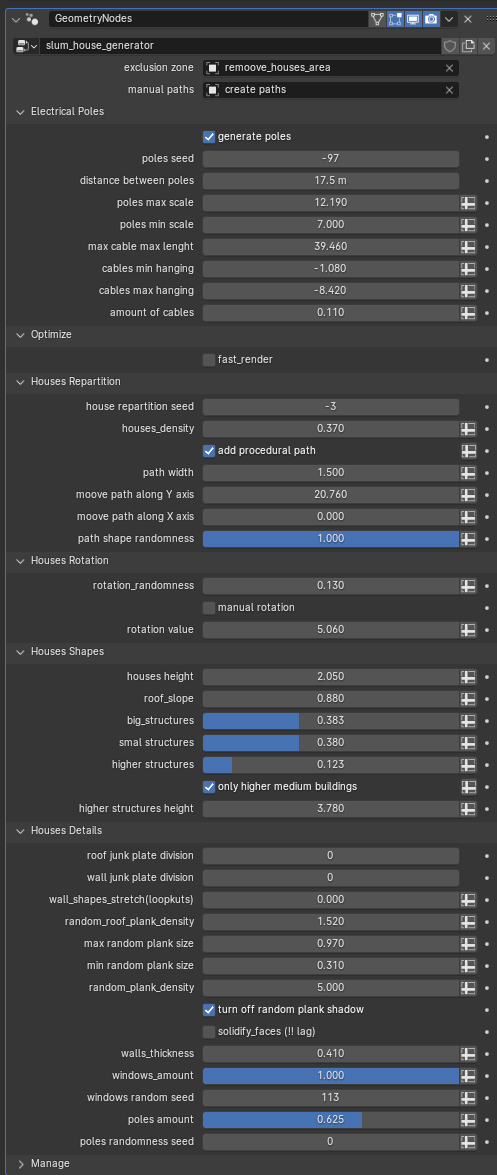 GeometryNodes
slum_house_generator
exclusion zone remoove_houses_area
manual paths create paths
Electrical Poles
generate poles
poles seed -97
distance between poles 17.5 m
poles max scale 12.190
poles min scale 7.000
max cable max lenght 39.460
cables min hanging -1.080
cables max hanging -8.420
amount of cables 0.110
Optimize
fast_render
Houses Repartition
house repartition seed -3
houses_density 0.370
add procedural path
path width 1.500
moove path along Y axis 20.760
moove path along X axis 0.000
path shape randomness 1.000
Houses Rotation
rotation_randomness 0.130
manual rotation
rotation value 5.060
Houses Shapes
houses height 2.050
roof_slope 0.880
big_structures 0.383
smal structures 0.380
higher structures 0.123
only higher medium buildings
higher structures height 3.780
Houses Details
roof junk plate division 0
wall junk plate division 0
wall_shapes_stretch(loopkuts) 0.000
random_roof_plank_density 1.520
max random plank size 0.970
min random plank size 0.310
random_plank_density 5.000
turn off random plank shadow
solidify_faces (!! lag)
walls_thickness 0.410
windows_amount 1.000
windows random seed 113
poles amount 0.625
poles randomness seed 0
Manage